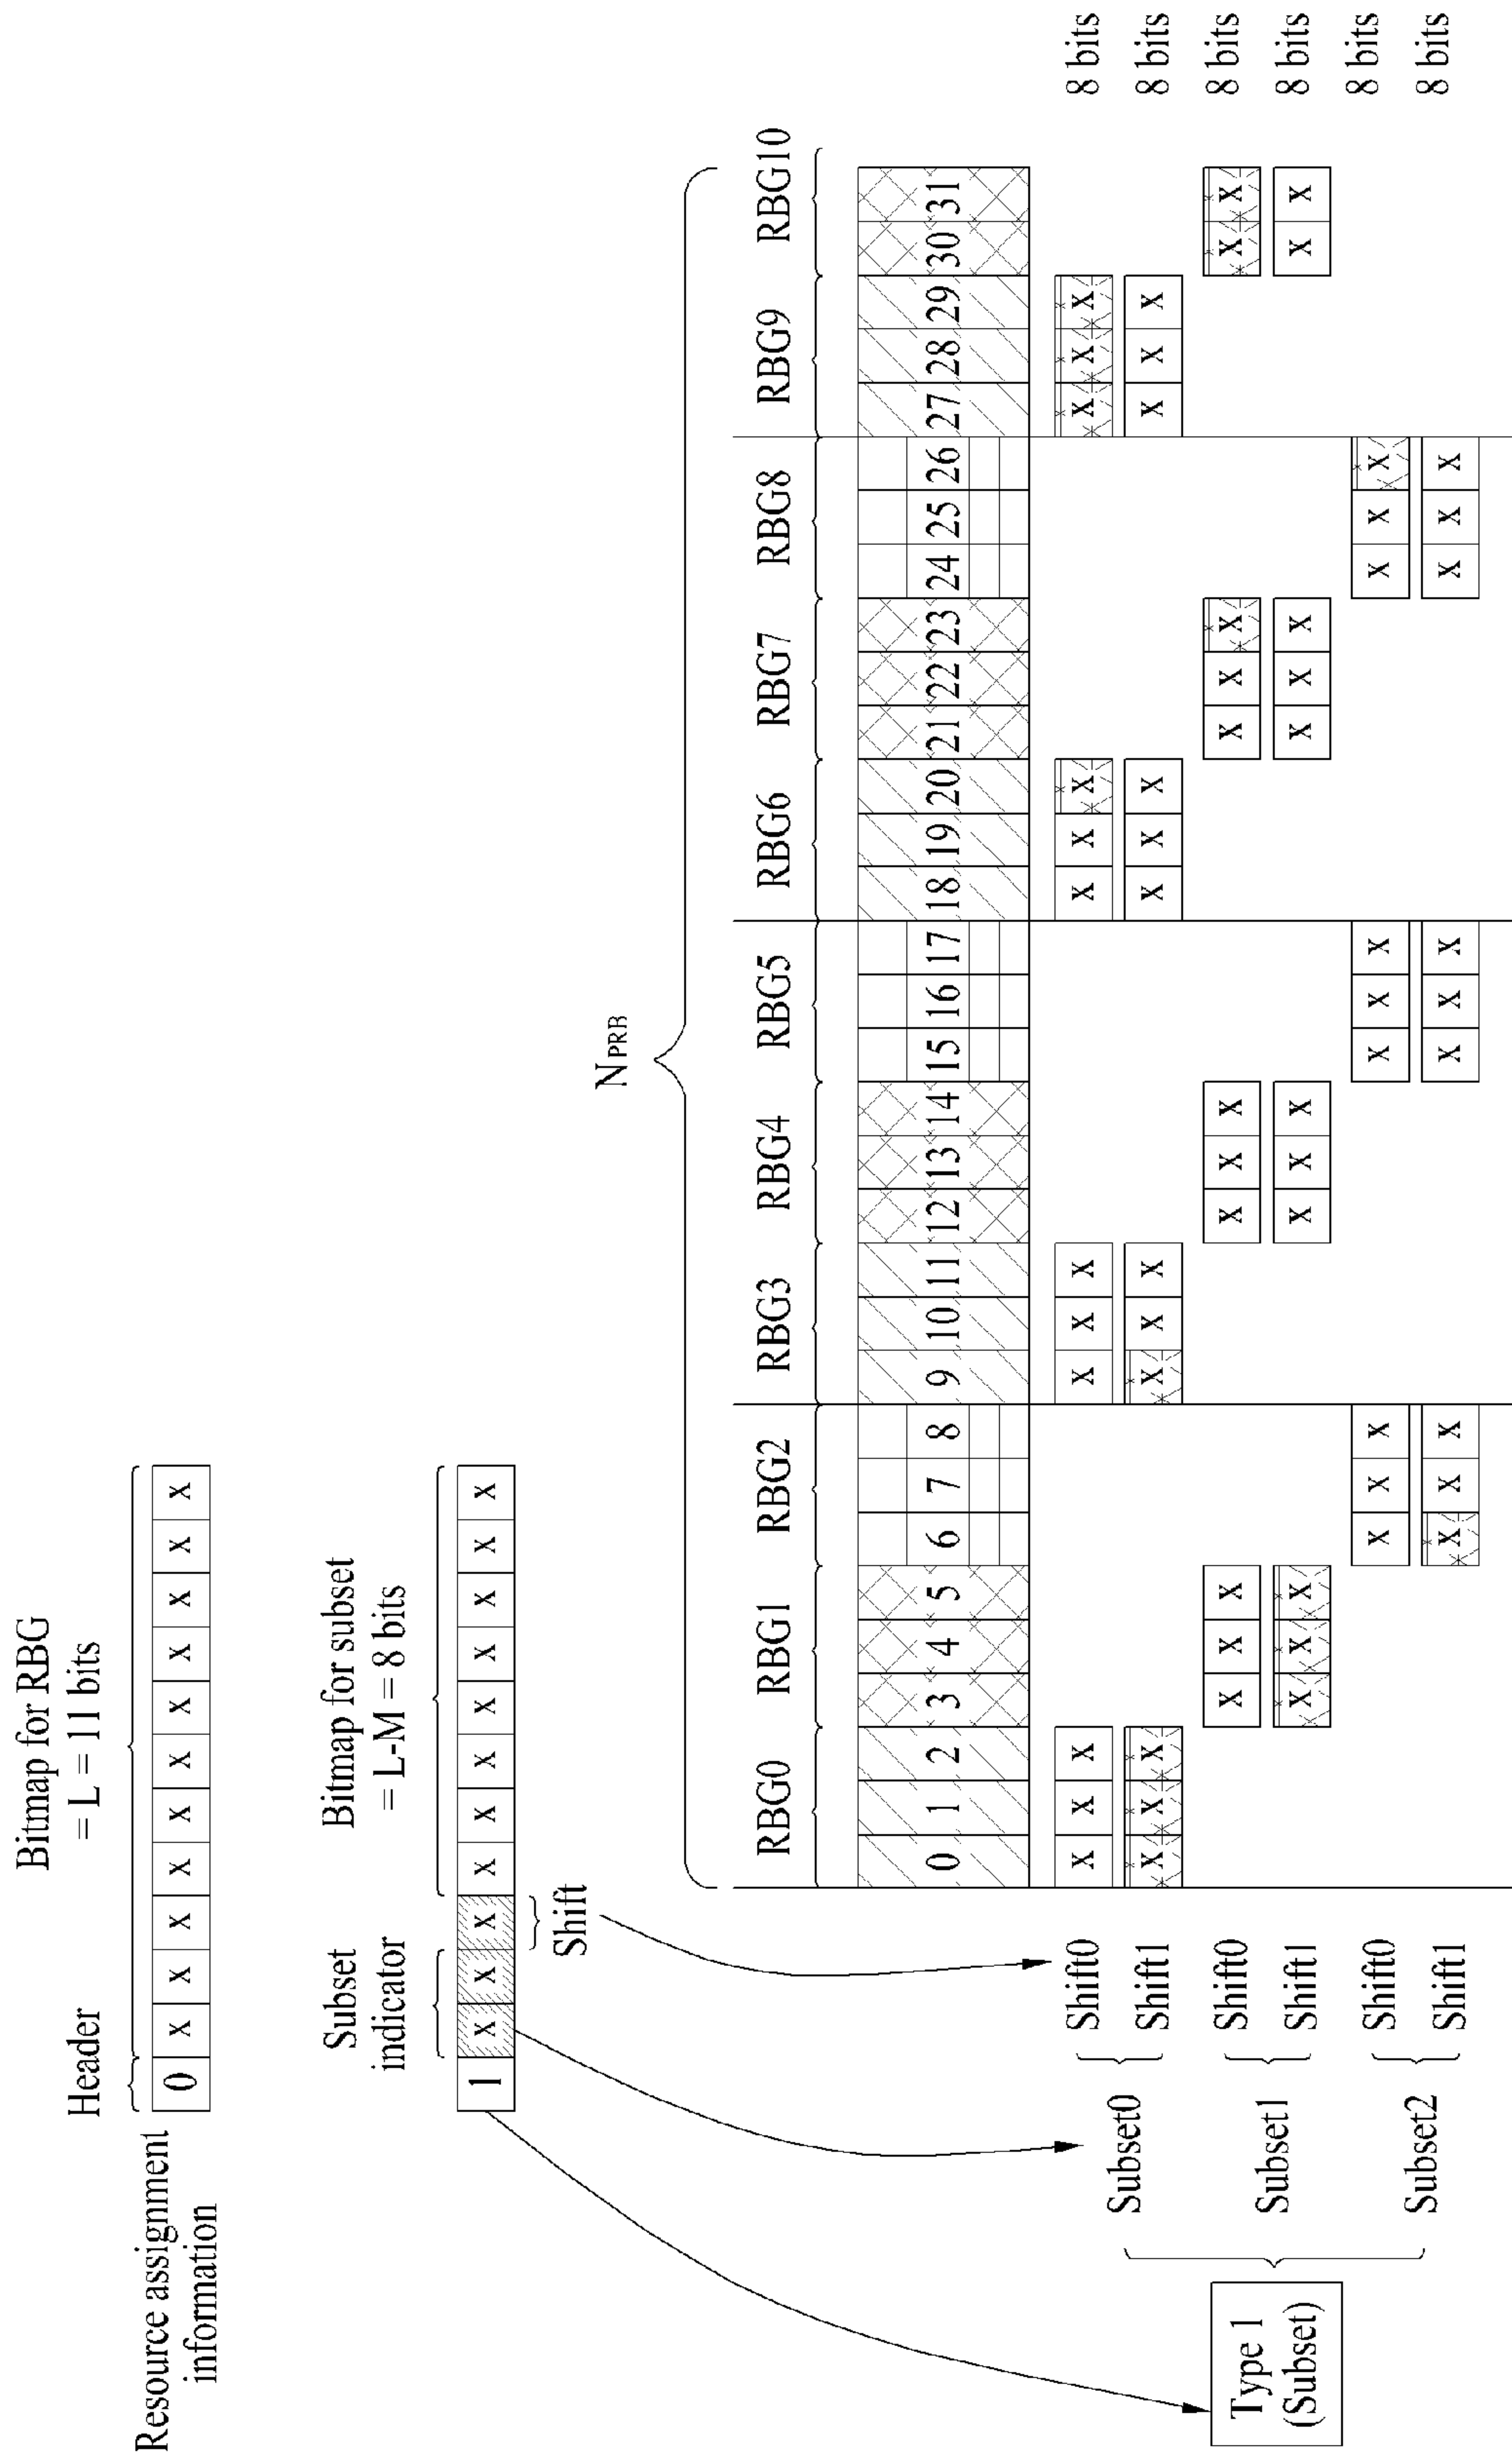 Bitmap for RBG
= L = 11 bits
Header
Resource assignment
information
0 X X X X X X X X X X X
Subset
indicator
Bitmap for subset
= L-M = 8 bits
1 X X X X X X X X X X X
Shift
NPRB
RBG0 RBG1 RBG2 RBG3 RBG4 RBG5 RBG6 RBG7 RBG8 RBG9 RBG10
0 1 2 3 4 5 6 7 8 9 10 11 12 13 14 15 16 17 18 19 20 21 22 23 24 25 26 27 28 29 30 31
Type 1
(Subset)
Subset0
Shift0 X X X X X X X X X X X X 8 bits
Shift1 X X X X X X X X X X X X 8 bits
Subset1
Shift0 X X X X X X X X X X X 8 bits
Shift1 X X X X X X X X X X X 8 bits
Subset2
Shift0 X X X X X X X X X 8 bits
Shift1 X X X X X X X X X 8 bits